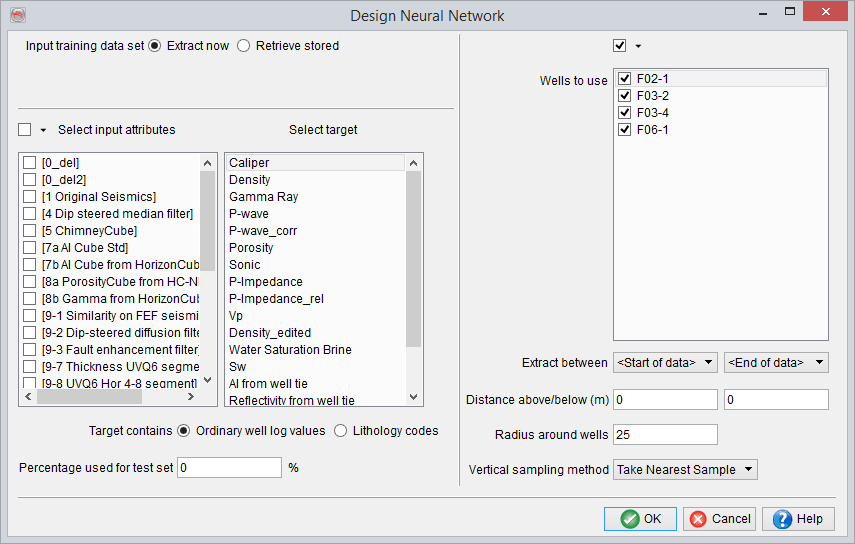 Design Neural Network
Input training data set Extract now Retrieve stored
Select input attributes Select target
[0_del]
[0_del2]
[1 Original Seismics]
[4 Dip steered median filter]
[5 ChimneyCube]
[7a AI Cube Std]
[7b AI Cube from HorizonCub
[8a PorosityCube from HC-N
[8b Gamma from HorizonCub
[9-1 Similarity on FEF seismi
[9-2 Dip-steered diffusion filte
[9-3 Fault enhancement filter]
[9-7 Thickness UVQ6 segme
[9-8 UVQ6 Hor 4-8 segment]
Caliper
Density
Gamma Ray
P-wave
P-wave_corr
Porosity
Sonic
P-Impedance
P-Impedance_rel
Vp
Density_edited
Water Saturation Brine
Sw
AI from well tie
Reflectivity from well tie
Target contains Ordinary well log values Lithology codes
Percentage used for test set 0 %
Wells to use
F02-1
F03-2
F03-4
F06-1
Extract between <Start of data> <End of data>
Distance above/below (m) 0 0
Radius around wells 25
Vertical sampling method Take Nearest Sample
OK Cancel Help